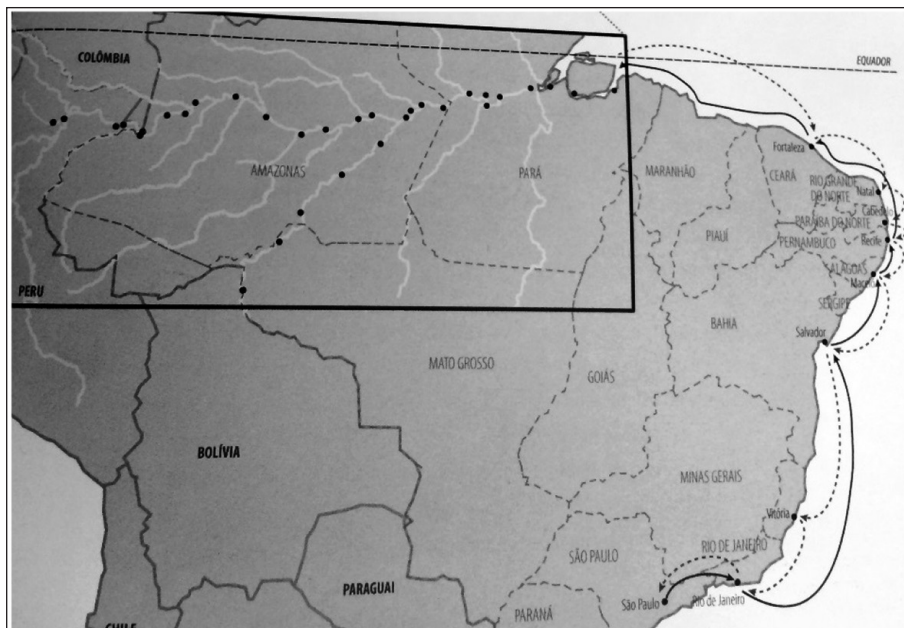 EQUADOR
COLÔMBIA
Fortaleza
AMAZONAS
PARÁ
MARANHÃO
CEARÁ
RIO GRANDE
DO NORTE
Natal
Cabedelo
PARAÍBA DO NORTE
PIAUÍ
PERNAMBUCO
Recife
ALAGOAS
Maceió
PERU
SERGIPE
BAHIA
Salvador
MATO GROSSO
GOIÁS
BOLÍVIA
MINAS GERAIS
Vitória
SÃO PAULO
RIO DE JANEIRO
PARAGUAI
São Paulo
Rio de Janeiro
PARANÁ
CHILE